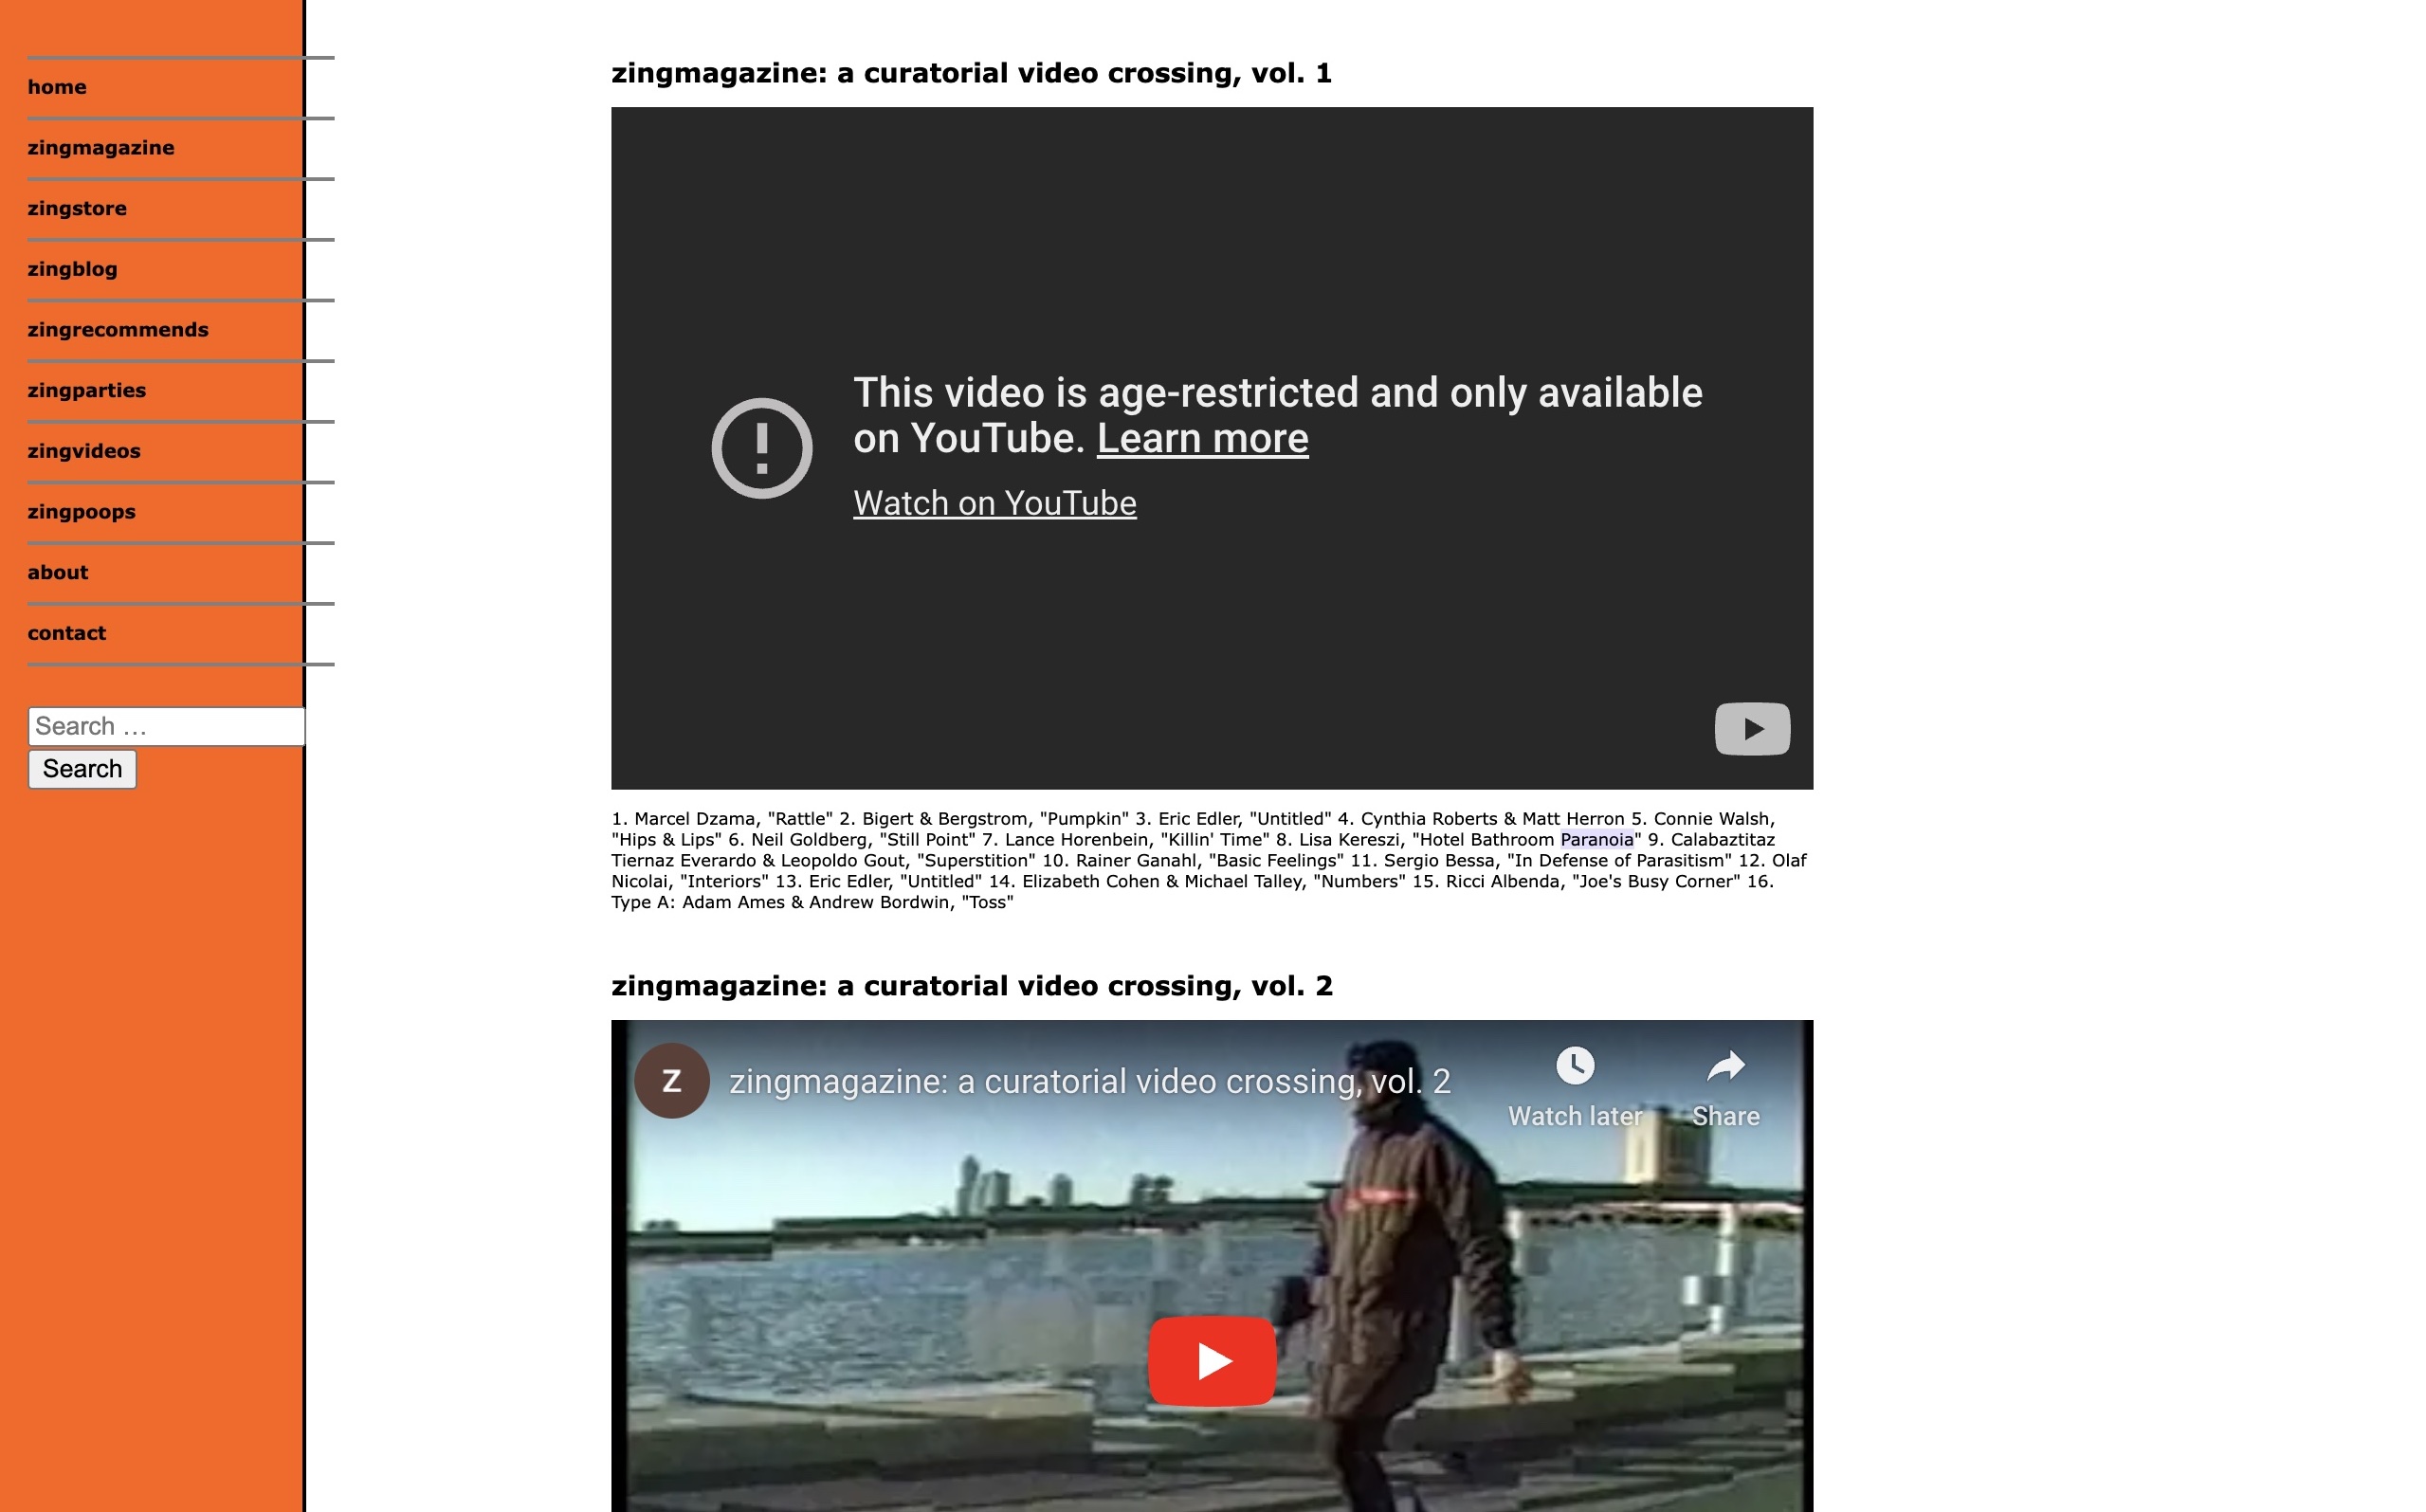 home
zingmagazine
zingstore
zingblog
zingrecommends
zingparties
zingvideos
zingpoops
about
contact
Search …
Search
zingmagazine: a curatorial video crossing, vol. 1
This video is age-restricted and only available
on YouTube. Learn more
Watch on YouTube
1. Marcel Dzama, "Rattle" 2. Bigert & Bergstrom, "Pumpkin" 3. Eric Edler, "Untitled" 4. Cynthia Roberts & Matt Herron 5. Connie Walsh,
"Hips & Lips" 6. Neil Goldberg, "Still Point" 7. Lance Horenbein, "Killin' Time" 8. Lisa Kereszi, "Hotel Bathroom Paranoia" 9. Calabaztitaz
Tiernaz Everardo & Leopoldo Gout, "Superstition" 10. Rainer Ganahl, "Basic Feelings" 11. Sergio Bessa, "In Defense of Parasitism" 12. Olaf
Nicolai, "Interiors" 13. Eric Edler, "Untitled" 14. Elizabeth Cohen & Michael Talley, "Numbers" 15. Ricci Albenda, "Joe's Busy Corner" 16.
Type A: Adam Ames & Andrew Bordwin, "Toss"
zingmagazine: a curatorial video crossing, vol. 2
z
zingmagazine: a curatorial video crossing, vol. 2
Watch later
Share